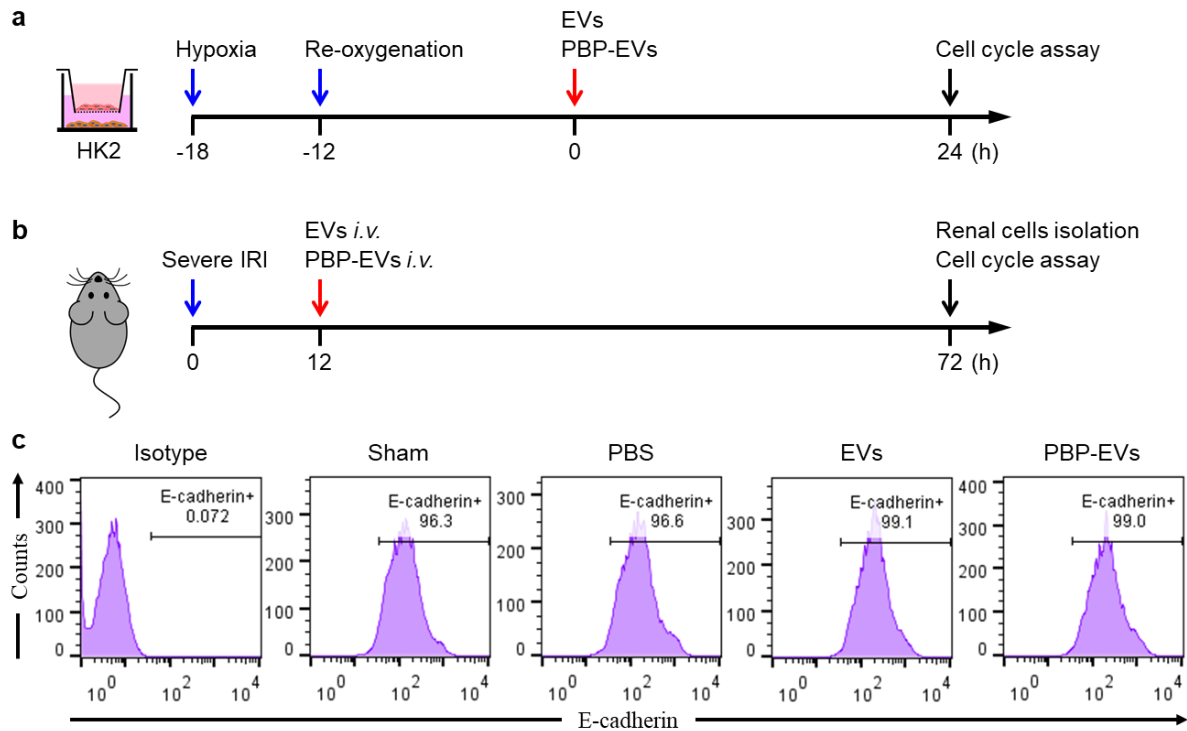 a
Hypoxia
Re-oxygenation
EVs
PBP-EVs
Cell cycle assay
HK2
-18
-12
0
24 (h)
b
Severe IRI
EVs i.v.
PBP-EVs i.v.
Renal cells isolation
Cell cycle assay
0
12
72 (h)
c
Isotype
Sham
PBS
EVs
PBP-EVs
Counts
400
300
200
100
0
E-cadherin+
0.072
10^0 10^2 10^4
300
200
100
0
E-cadherin+
96.3
10^0 10^2 10^4
300
200
100
0
E-cadherin+
96.6
10^0 10^2 10^4
300
200
100
0
E-cadherin+
99.1
10^0 10^2 10^4
400
300
200
100
0
E-cadherin+
99.0
10^0 10^2 10^4
E-cadherin